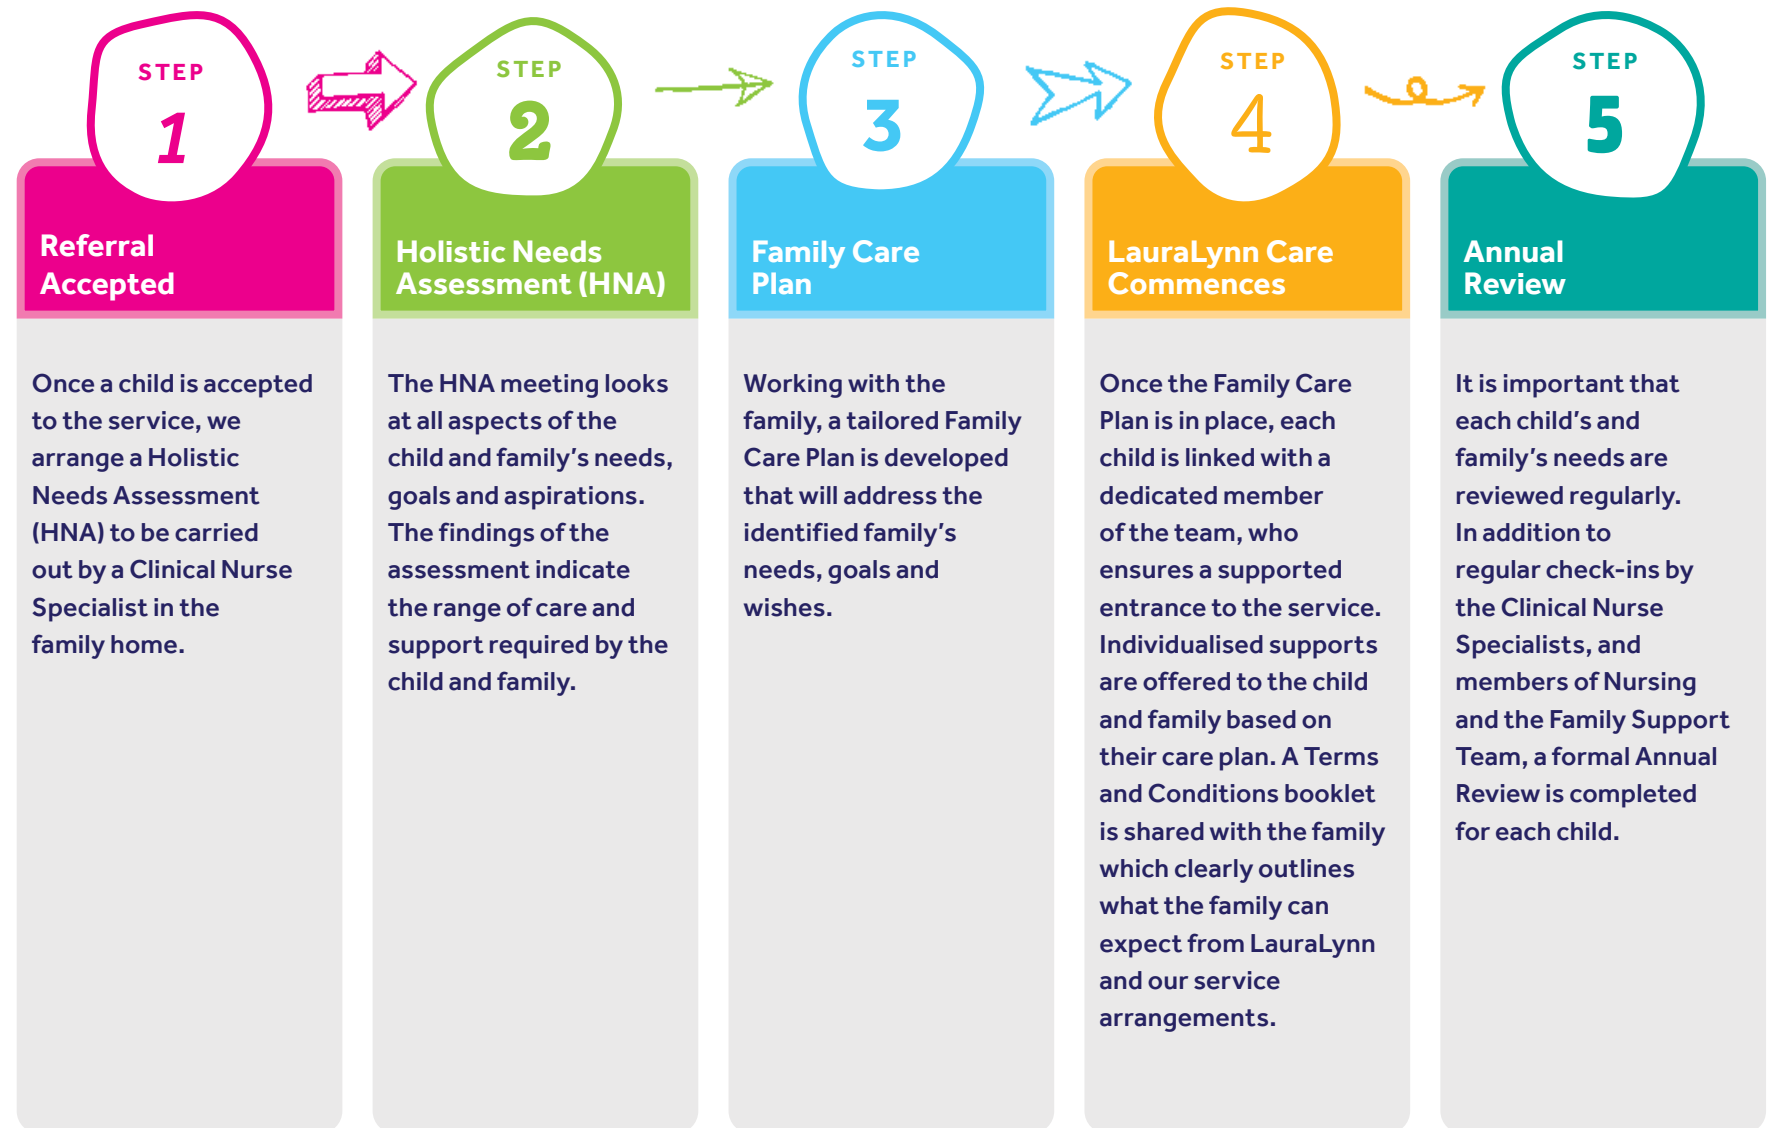 STEP
1
Referral
Accepted
Once a child is accepted
to the service, we
arrange a Holistic
Needs Assessment
(HNA) to be carried
out by a Clinical Nurse
Specialist in the
family home.
STEP
2
Holistic Needs
Assessment (HNA)
The HNA meeting looks
at all aspects of the
child and family's needs,
goals and aspirations.
The findings of the
assessment indicate
the range of care and
support required by the
child and family.
STEP
3
Family Care
Plan
Working with the
family, a tailored Family
Care Plan is developed
that will address the
identified family's
needs, goals and
wishes.
STEP
4
LauraLynn Care
Commences
Once the Family Care
Plan is in place, each
child is linked with a
dedicated member
of the team, who
ensures a supported
entrance to the service.
Individualised supports
are offered to the child
and family based on
their care plan. A Terms
and Conditions booklet
is shared with the family
which clearly outlines
what the family can
expect from LauraLynn
and our service
arrangements.
STEP
5
Annual
Review
It is important that
each child's and
family's needs are
reviewed regularly.
In addition to
regular check-ins by
the Clinical Nurse
Specialists, and
members of Nursing
and the Family Support
Team, a formal Annual
Review is completed
for each child.